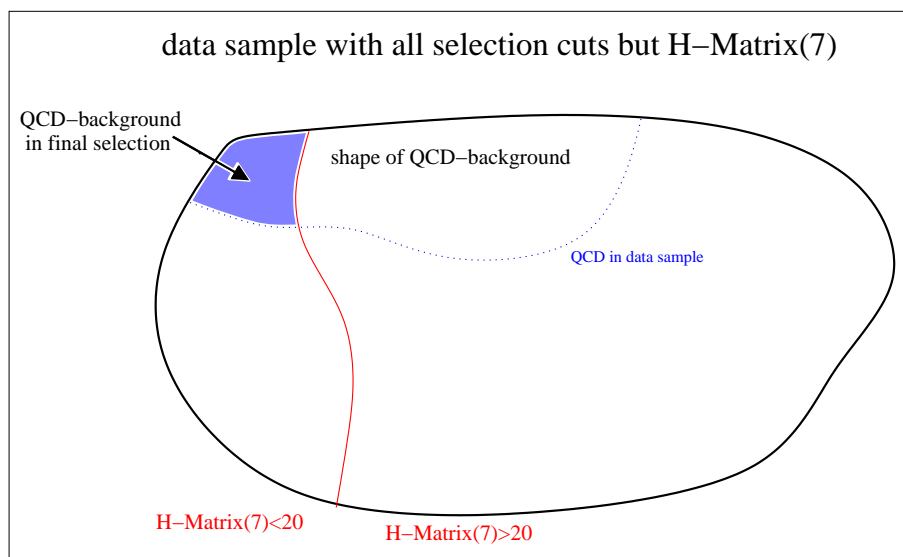 data sample with all selection cuts but H−Matrix(7)
QCD−background
in final selection
shape of QCD−background
QCD in data sample
H−Matrix(7)<20
H−Matrix(7)>20